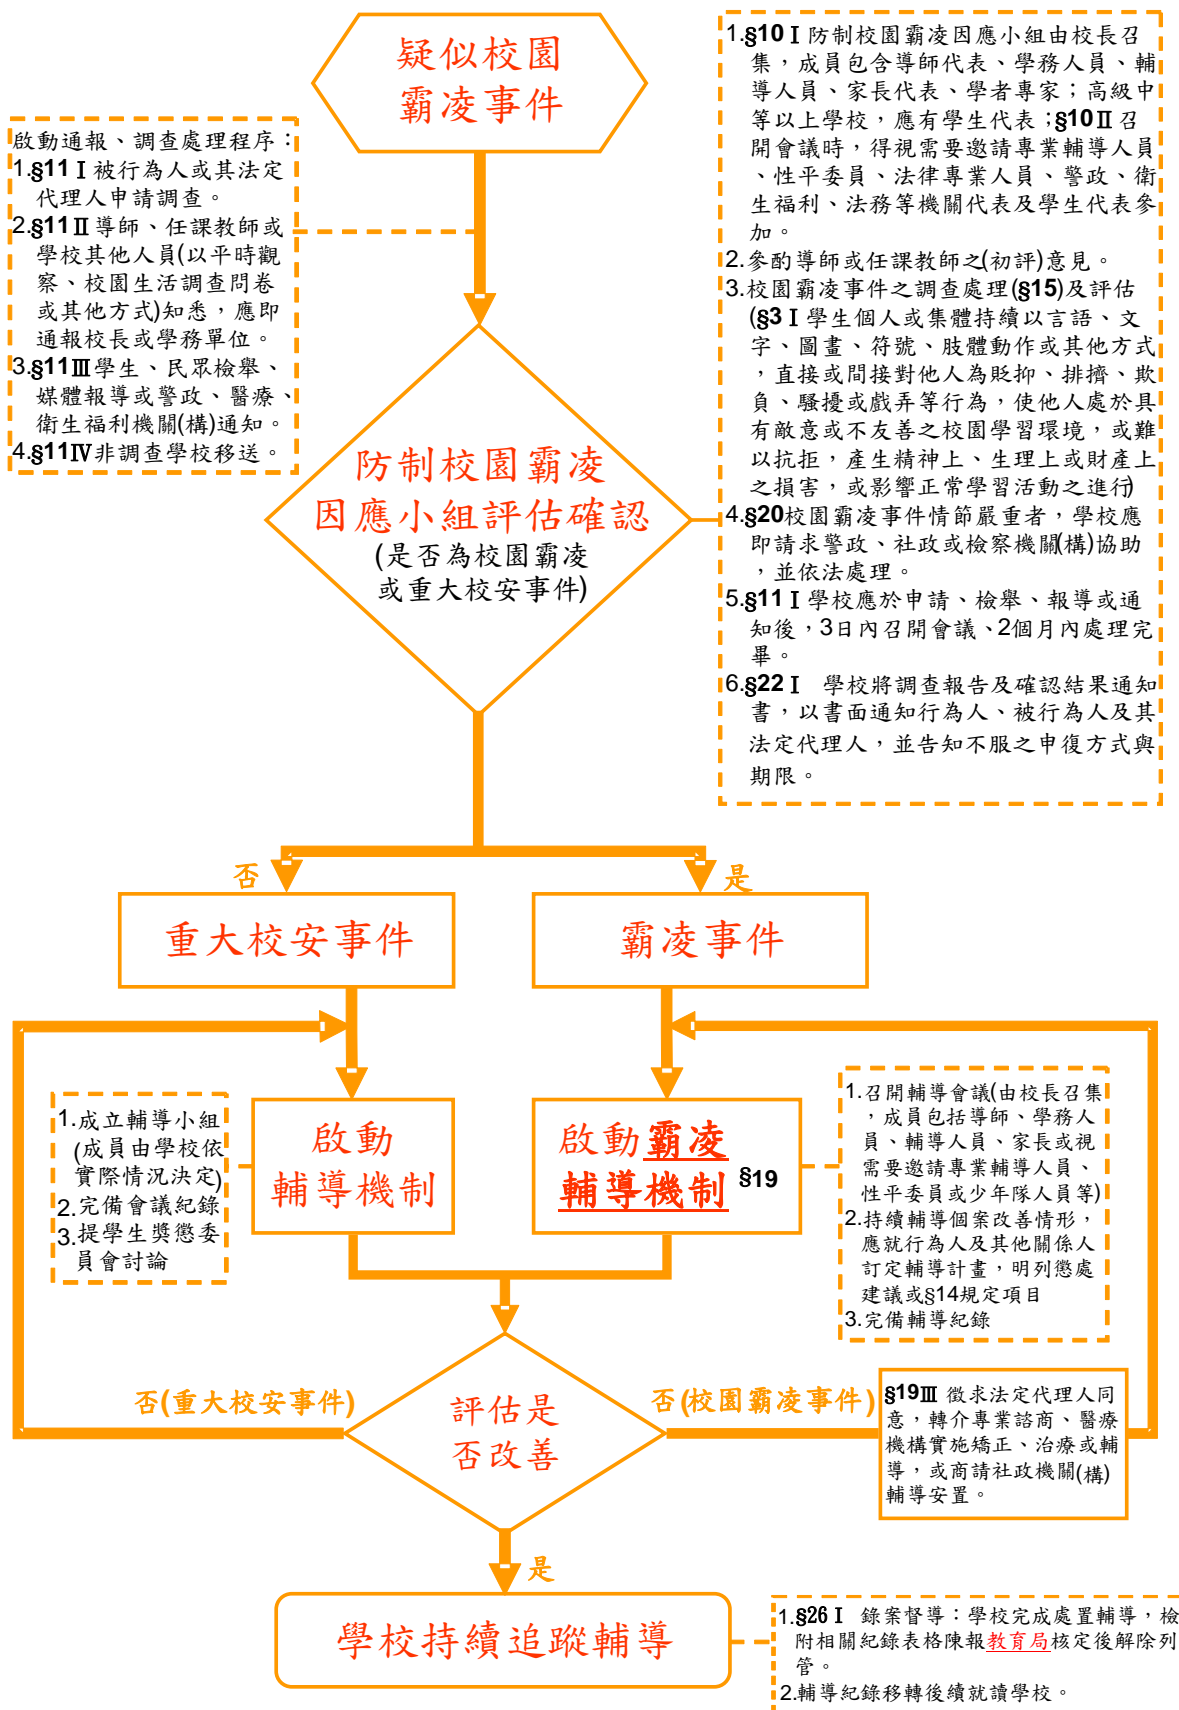 疑似校園
霸凌事件
啟動通報、調查處理程序：
1.§11Ⅰ被行為人或其法定
代理人申請調查。
2.§11Ⅱ導師、任課教師或
學校其他人員(以平時觀
察、校園生活調查問卷
或其他方式)知悉，應即
通報校長或學務單位。
3.§11Ⅲ學生、民眾檢舉、
媒體報導或警政、醫療、
衛生福利機關(構)通知。
4.§11Ⅳ非調查學校移送。
1.§10Ⅰ防制校園霸凌因應小組由校長召
集，成員包含導師代表、學務人員、輔
導人員、家長代表、學者專家；高級中
等以上學校，應有學生代表；§10Ⅱ召
開會議時，得視需要邀請專業輔導人員
、性平委員、法律專業人員、警政、衛
生福利、法務等機關代表及學生代表參
加。
2.參酌導師或任課教師之(初評)意見。
3.校園霸凌事件之調查處理(§15)及評估
(§3Ⅰ學生個人或集體持續以言語、文
字、圖畫、符號、肢體動作或其他方式
，直接或間接對他人為貶抑、排擠、欺
負、騷擾或戲弄等行為，使他人處於具
有敵意或不友善之校園學習環境，或難
以抗拒，產生精神上、生理上或財產上
之損害，或影響正常學習活動之進行)
4.§20校園霸凌事件情節嚴重者，學校應
即請求警政、社政或檢察機關(構)協助
，並依法處理。
5.§11Ⅰ學校應於申請、檢舉、報導或通
知後，3日內召開會議、2個月內處理完
畢。
6.§22Ⅰ 學校將調查報告及確認結果通知
書，以書面通知行為人、被行為人及其
法定代理人，並告知不服之申復方式與
期限。
防制校園霸凌
因應小組評估確認
(是否為校園霸凌
或重大校安事件)
否
是
重大校安事件
霸凌事件
1.成立輔導小組
(成員由學校依
實際情況決定)
2.完備會議紀錄
3.提學生獎懲委
員會討論
啟動
輔導機制
啟動霸凌
輔導機制 §19
1.召開輔導會議(由校長召集
，成員包括導師、學務人
員、輔導人員、家長或視
需要邀請專業輔導人員、
性平委員或少年隊人員等)
2.持續輔導個案改善情形，
應就行為人及其他關係人
訂定輔導計畫，明列懲處
建議或§14規定項目
3.完備輔導紀錄
否(重大校安事件)
評估是
否改善
否(校園霸凌事件)
§19Ⅲ 徵求法定代理人同
意，轉介專業諮商、醫療
機構實施矯正、治療或輔
導，或商請社政機關(構)
輔導安置。
是
學校持續追蹤輔導
1.§26Ⅰ 錄案督導：學校完成處置輔導，檢
附相關紀錄表格陳報教育局核定後解除列
管。
2.輔導紀錄移轉後續就讀學校。